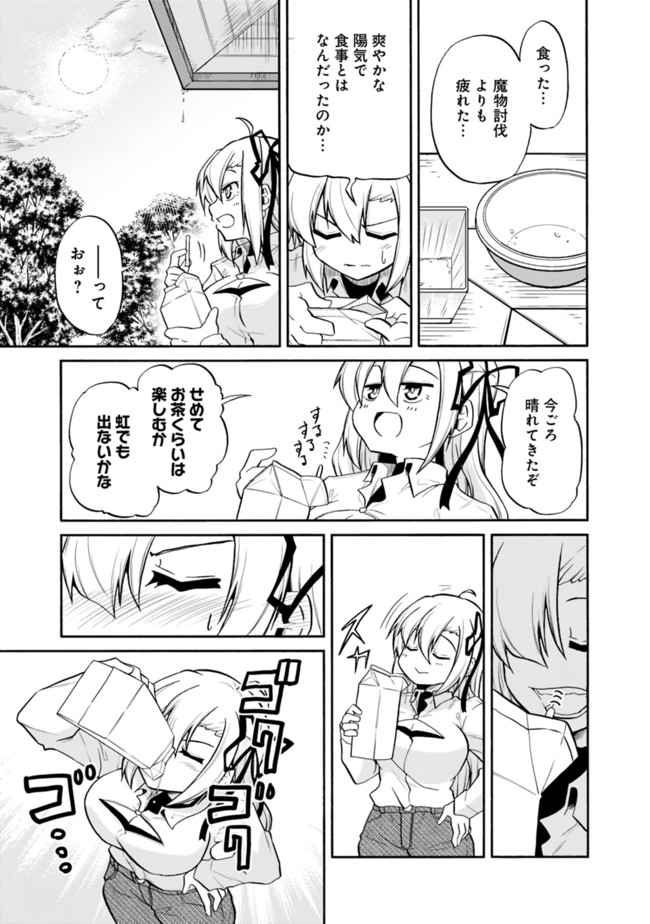 食った…
魔物討伐
よりも
疲れた…
爽やかな
陽気で
食事とは
なんだったのか…
──って
おぉ?
今ごろ
晴れてきたぞ
するするする
せめて
お茶くらいは
楽しむか
虹でも
出ないかな
ゴクゴク
ゴゴ…